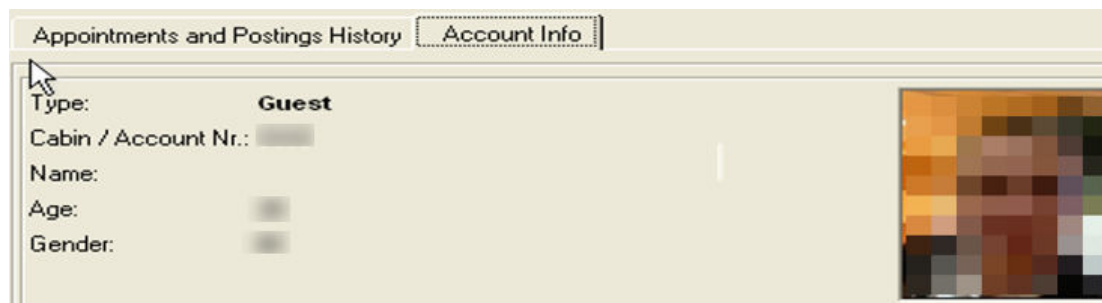 Appointments and Postings History Account Info
Type: Guest
Cabin / Account Nr.:
Name:
Age:
Gender: